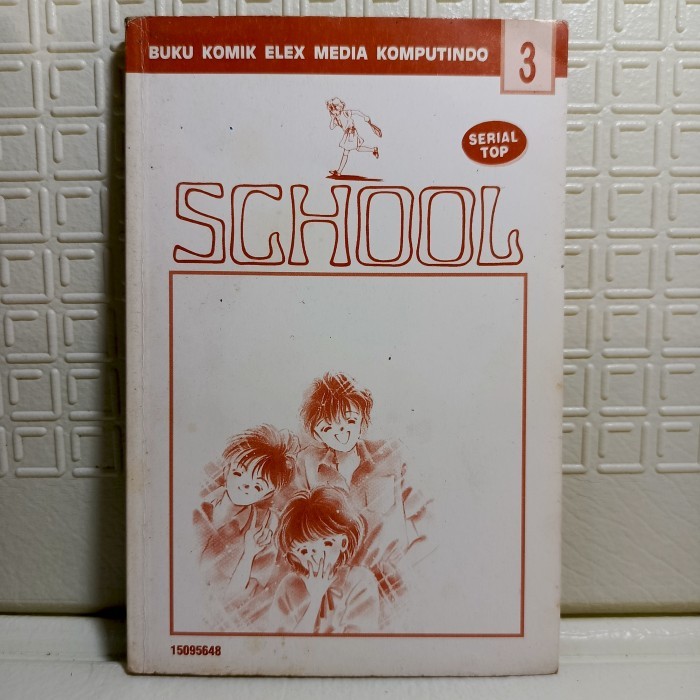 BUKU KOMIK ELEX MEDIA KOMPUTINDO
3
SERIAL
TOP
SCHOOL
15095648